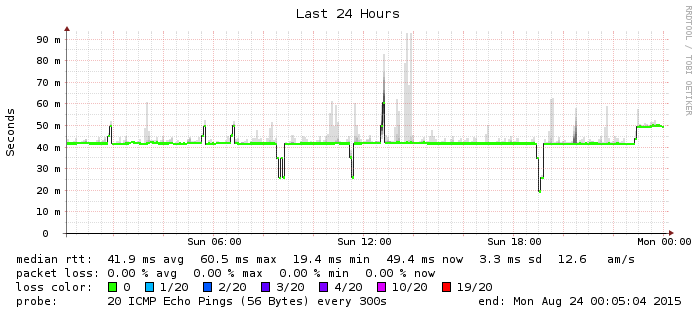 Last 24 Hours
RRDTOOL / TOBI OETIKER
Seconds
90 m
80 m
70 m
60 m
50 m
40 m
30 m
20 m
10 m
0
Sun 06:00 Sun 12:00 Sun 18:00 Mon 00:00
median rtt: 41.9 ms avg 60.5 ms max 19.4 ms min 49.4 ms now 3.3 ms sd 12.6 am/s
packet loss: 0.00 % avg 0.00 % max 0.00 % min 0.00 % now
loss color: 0 1/20 2/20 3/20 4/20 10/20 19/20
probe: 20 ICMP Echo Pings (56 Bytes) every 300s end: Mon Aug 24 00:05:04 2015